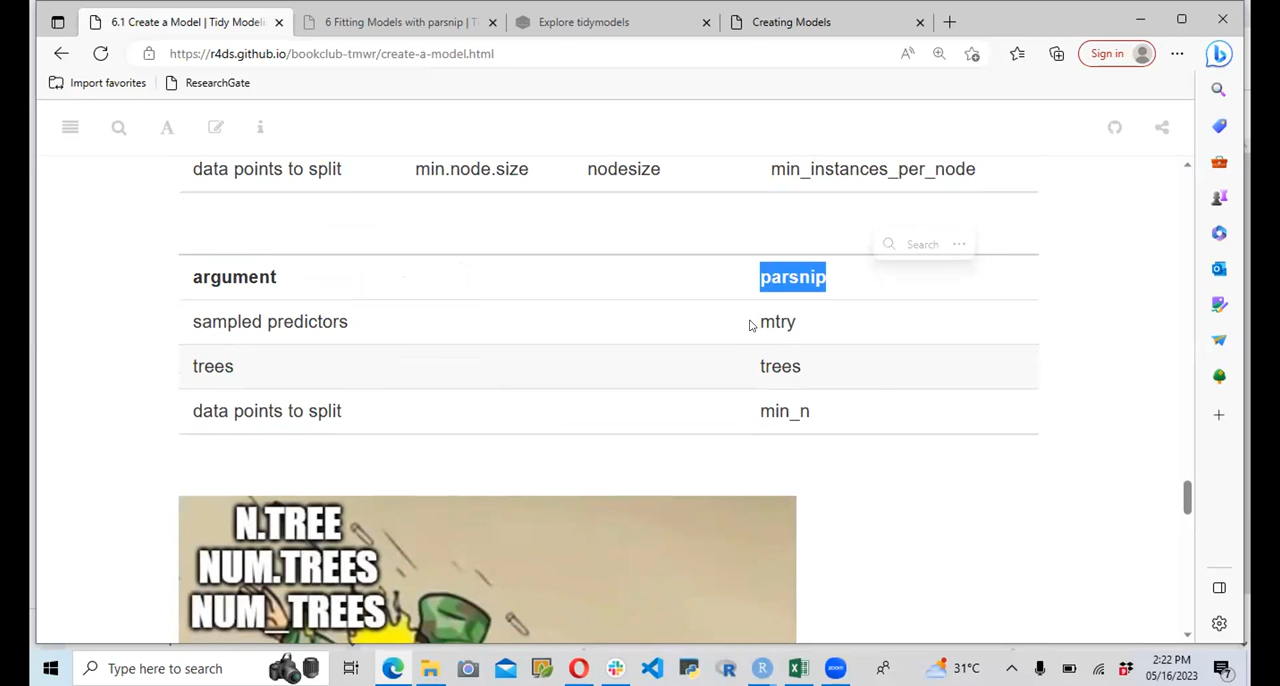 6.1 Create a Model | Tidy Modeli
6 Fitting Models with parsnip | Ti
Explore tidymodels
Creating Models
https://r4ds.github.io/bookclub-tmwr/create-a-model.html
Sign in
Import favorites
ResearchGate
data points to split min.node.size nodesize min_instances_per_node
Search
argument parsnip
sampled predictors mtry
trees trees
data points to split min_n
N.TREE
NUM.TREES
NUM_TREES
Type here to search
31°C
2:22 PM
05/16/2023
7